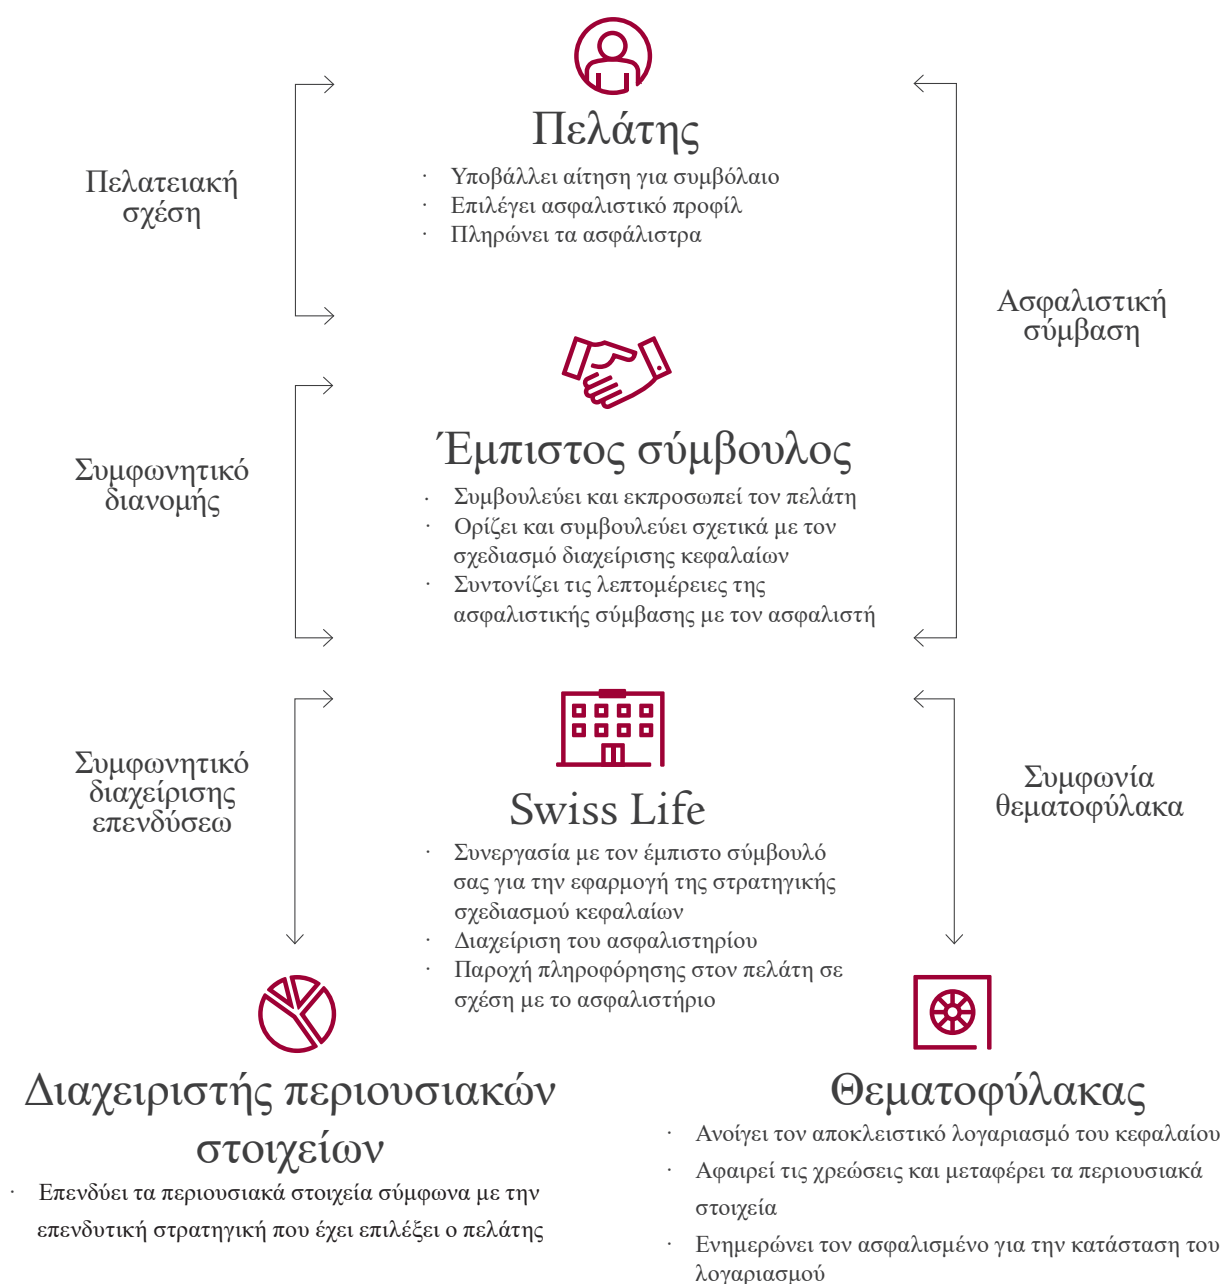 Πελάτης
· Υποβάλλει αίτηση για συμβόλαιο
· Επιλέγει ασφαλιστικό προφίλ
· Πληρώνει τα ασφάλιστρα
Πελατειακή
σχέση
Ασφαλιστική
σύμβαση
Έμπιστος σύμβουλος
· Συμβουλεύει και εκπροσωπεί τον πελάτη
· Ορίζει και συμβουλεύει σχετικά με τον
σχεδιασμό διαχείρισης κεφαλαίων
· Συντονίζει τις λεπτομέρειες της
ασφαλιστικής σύμβασης με τον ασφαλιστή
Συμφωνητικό
διανομής
Swiss Life
· Συνεργασία με τον έμπιστο σύμβουλό
σας για την εφαρμογή της στρατηγικής
σχεδιασμού κεφαλαίων
· Διαχείριση του ασφαλιστηρίου
· Παροχή πληροφόρησης στον πελάτη σε
σχέση με το ασφαλιστήριο
Συμφωνητικό
διαχείρισης
επενδύσεω
Συμφωνία
θεματοφύλακα
Διαχειριστής περιουσιακών
στοιχείων
· Επενδύει τα περιουσιακά στοιχεία σύμφωνα με την
επενδυτική στρατηγική που έχει επιλέξει ο πελάτης
Θεματοφύλακας
· Ανοίγει τον αποκλειστικό λογαριασμό του κεφαλαίου
· Αφαιρεί τις χρεώσεις και μεταφέρει τα περιουσιακά
στοιχεία
· Ενημερώνει τον ασφαλισμένο για την κατάσταση του
λογαριασμού